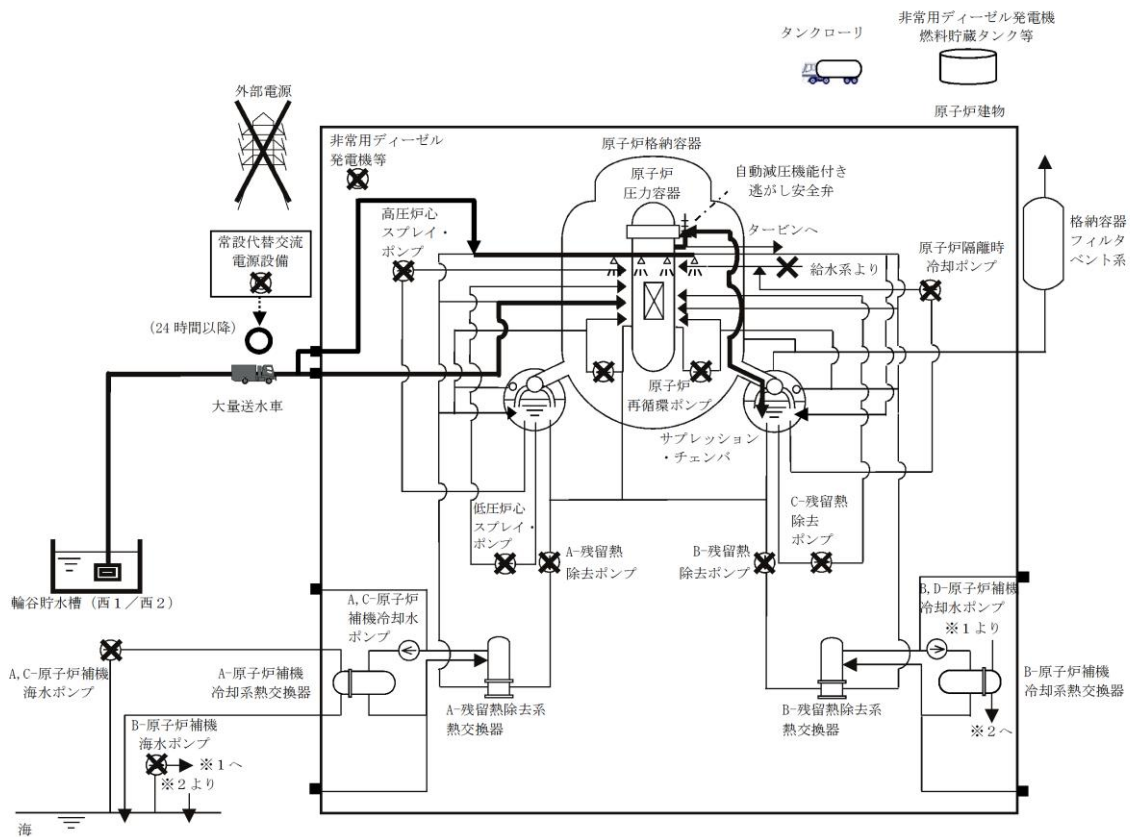 タンクローリ
非常用ディーゼル発電機
燃料貯蔵タンク等
外部電源
原子炉建物
非常用ディーゼル
発電機等
原子炉格納容器
原子炉
圧力容器
自動減圧機能付き
逃がし安全弁
高圧炉心
スプレイ・
ポンプ
タービンへ
原子炉隔離時
冷却ポンプ
格納容器
フィルタ
ベント系
常設代替交流
電源設備
給水系より
(24時間以降)
大量送水車
原子炉
再循環ポンプ
サプレッション
・チェンバ
低圧炉心
スプレイ・
ポンプ
A-残留熱
除去ポンプ
B-残留熱
除去ポンプ
C-残留熱
除去
ポンプ
輪谷貯水槽（西1／西2）
A,C-原子炉
補機冷却水
ポンプ
B,D-原子炉補機
冷却水ポンプ
※1より
A,C-原子炉補機
海水ポンプ
A-原子炉補機
冷却系熱交換器
B-原子炉補機
冷却系熱交換器
A-残留熱除去系
熱交換器
B-残留熱除去系
熱交換器
※2へ
B-原子炉補機
海水ポンプ
※1へ
※2より
海